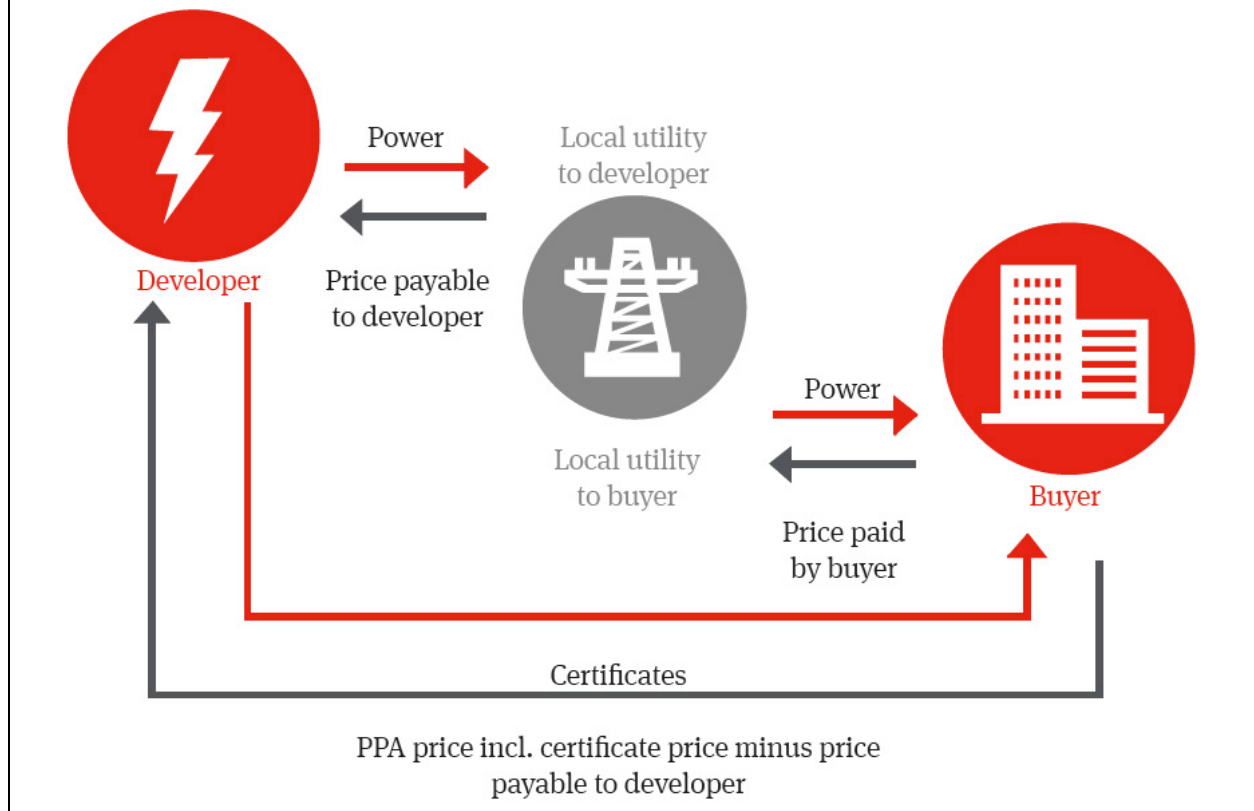 Power
Local utility
to developer
Developer
Price payable
to developer
Power
Local utility
to buyer
Buyer
Price paid
by buyer
Certificates
PPA price incl. certificate price minus price
payable to developer